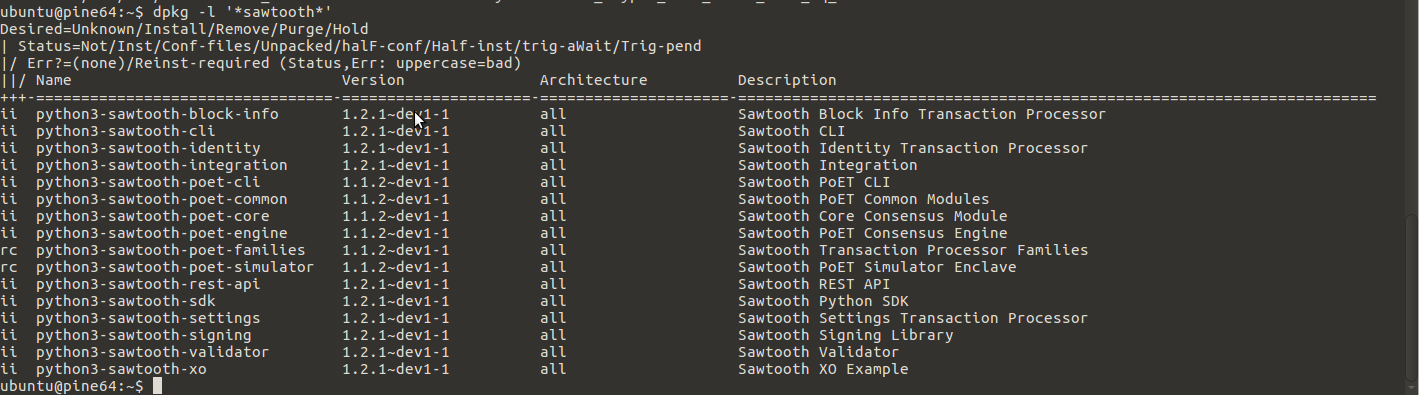 ubuntu@pine64:~$ dpkg -l '*sawtooth*'
Desired=Unknown/Install/Remove/Purge/Hold
| Status=Not/Inst/Conf-files/Unpacked/halF-conf/Half-inst/trig-aWait/Trig-pend
|/ Err?=(none)/Reinst-required (Status,Err: uppercase=bad)
||/ Name                              Version               Architecture          Description
+++-=================================-=====================-=====================-=======================================================================
ii  python3-sawtooth-block-info       1.2.1~dev1-1          all                   Sawtooth Block Info Transaction Processor
ii  python3-sawtooth-cli              1.2.1~dev1-1          all                   Sawtooth CLI
ii  python3-sawtooth-identity         1.2.1~dev1-1          all                   Sawtooth Identity Transaction Processor
ii  python3-sawtooth-integration      1.2.1~dev1-1          all                   Sawtooth Integration
ii  python3-sawtooth-poet-cli         1.1.2~dev1-1          all                   Sawtooth PoET CLI
ii  python3-sawtooth-poet-common      1.1.2~dev1-1          all                   Sawtooth PoET Common Modules
ii  python3-sawtooth-poet-core        1.1.2~dev1-1          all                   Sawtooth Core Consensus Module
ii  python3-sawtooth-poet-engine      1.1.2~dev1-1          all                   Sawtooth PoET Consensus Engine
rc  python3-sawtooth-poet-families    1.1.2~dev1-1          all                   Sawtooth Transaction Processor Families
rc  python3-sawtooth-poet-simulator   1.1.2~dev1-1          all                   Sawtooth PoET Simulator Enclave
ii  python3-sawtooth-rest-api         1.2.1~dev1-1          all                   Sawtooth REST API
ii  python3-sawtooth-sdk              1.2.1~dev1-1          all                   Sawtooth Python SDK
ii  python3-sawtooth-settings         1.2.1~dev1-1          all                   Sawtooth Settings Transaction Processor
ii  python3-sawtooth-signing          1.2.1~dev1-1          all                   Sawtooth Signing Library
ii  python3-sawtooth-validator        1.2.1~dev1-1          all                   Sawtooth Validator
ii  python3-sawtooth-xo               1.2.1~dev1-1          all                   Sawtooth XO Example
ubuntu@pine64:~$